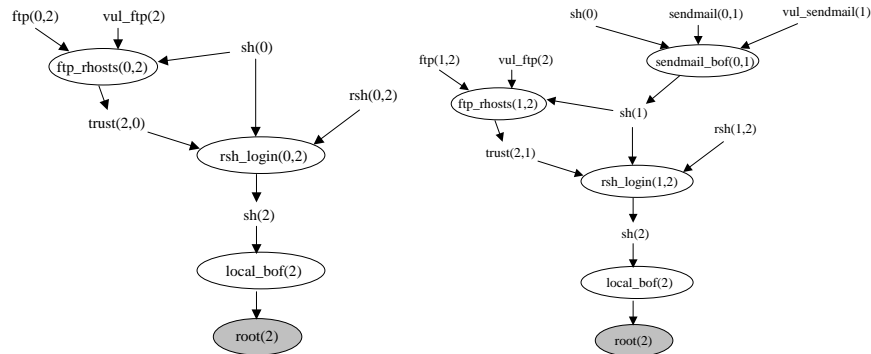 ftp(0,2)
vul_ftp(2)
sh(0)
ftp_rhosts(0,2)
rsh(0,2)
trust(2,0)
rsh_login(0,2)
sh(2)
local_bof(2)
root(2)
sh(0)
sendmail(0,1)
vul_sendmail(1)
sendmail_bof(0,1)
ftp(1,2)
vul_ftp(2)
ftp_rhosts(1,2)
sh(1)
rsh(1,2)
trust(2,1)
rsh_login(1,2)
sh(2)
local_bof(2)
root(2)